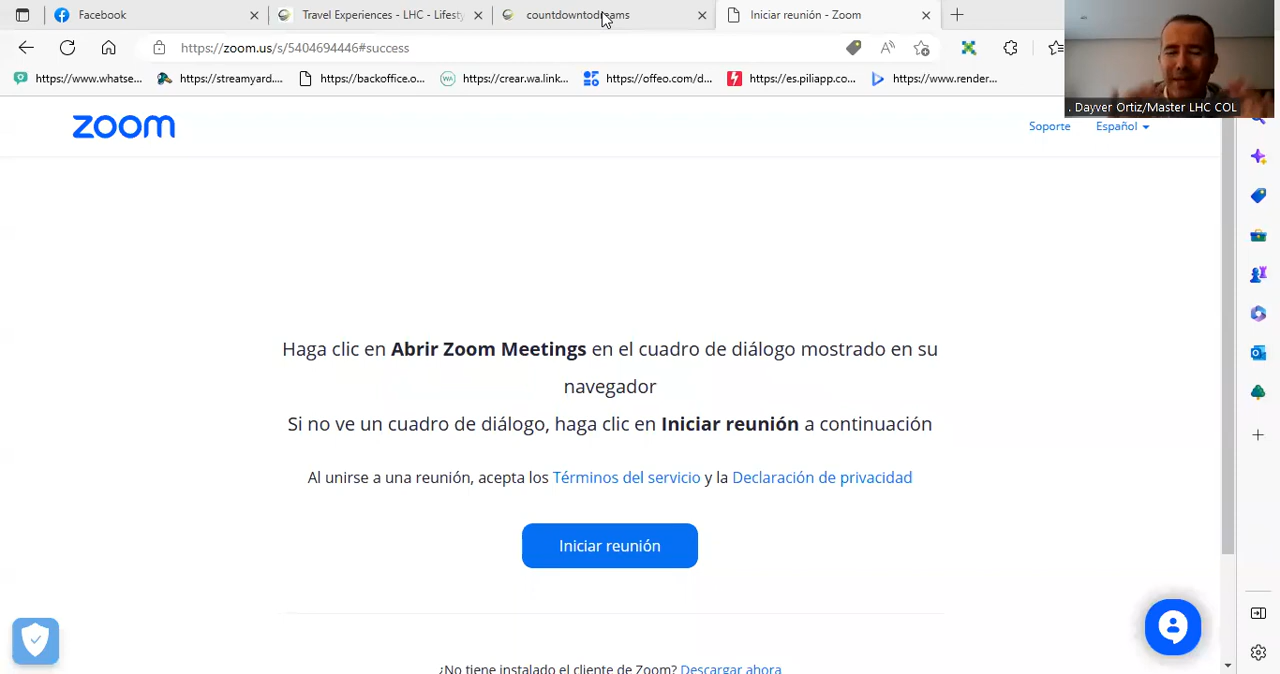 Facebook
Travel Experiences - LHC - Lifesty
countdowntodreams
Iniciar reunión - Zoom
https://zoom.us/s/5404694446#success
https://www.whatse...
https://streamyard....
https://backoffice.o...
https://crear.wa.link...
https://offeo.com/d...
https://es.piliapp.co...
https://www.render...
. Dayver Ortiz/Master LHC COL
zoom
Soporte
Español
Haga clic en Abrir Zoom Meetings en el cuadro de diálogo mostrado en su
navegador
Si no ve un cuadro de diálogo, haga clic en Iniciar reunión a continuación
Al unirse a una reunión, acepta los Términos del servicio y la Declaración de privacidad
Iniciar reunión
¿No tiene instalado el cliente de Zoom? Descargar ahora